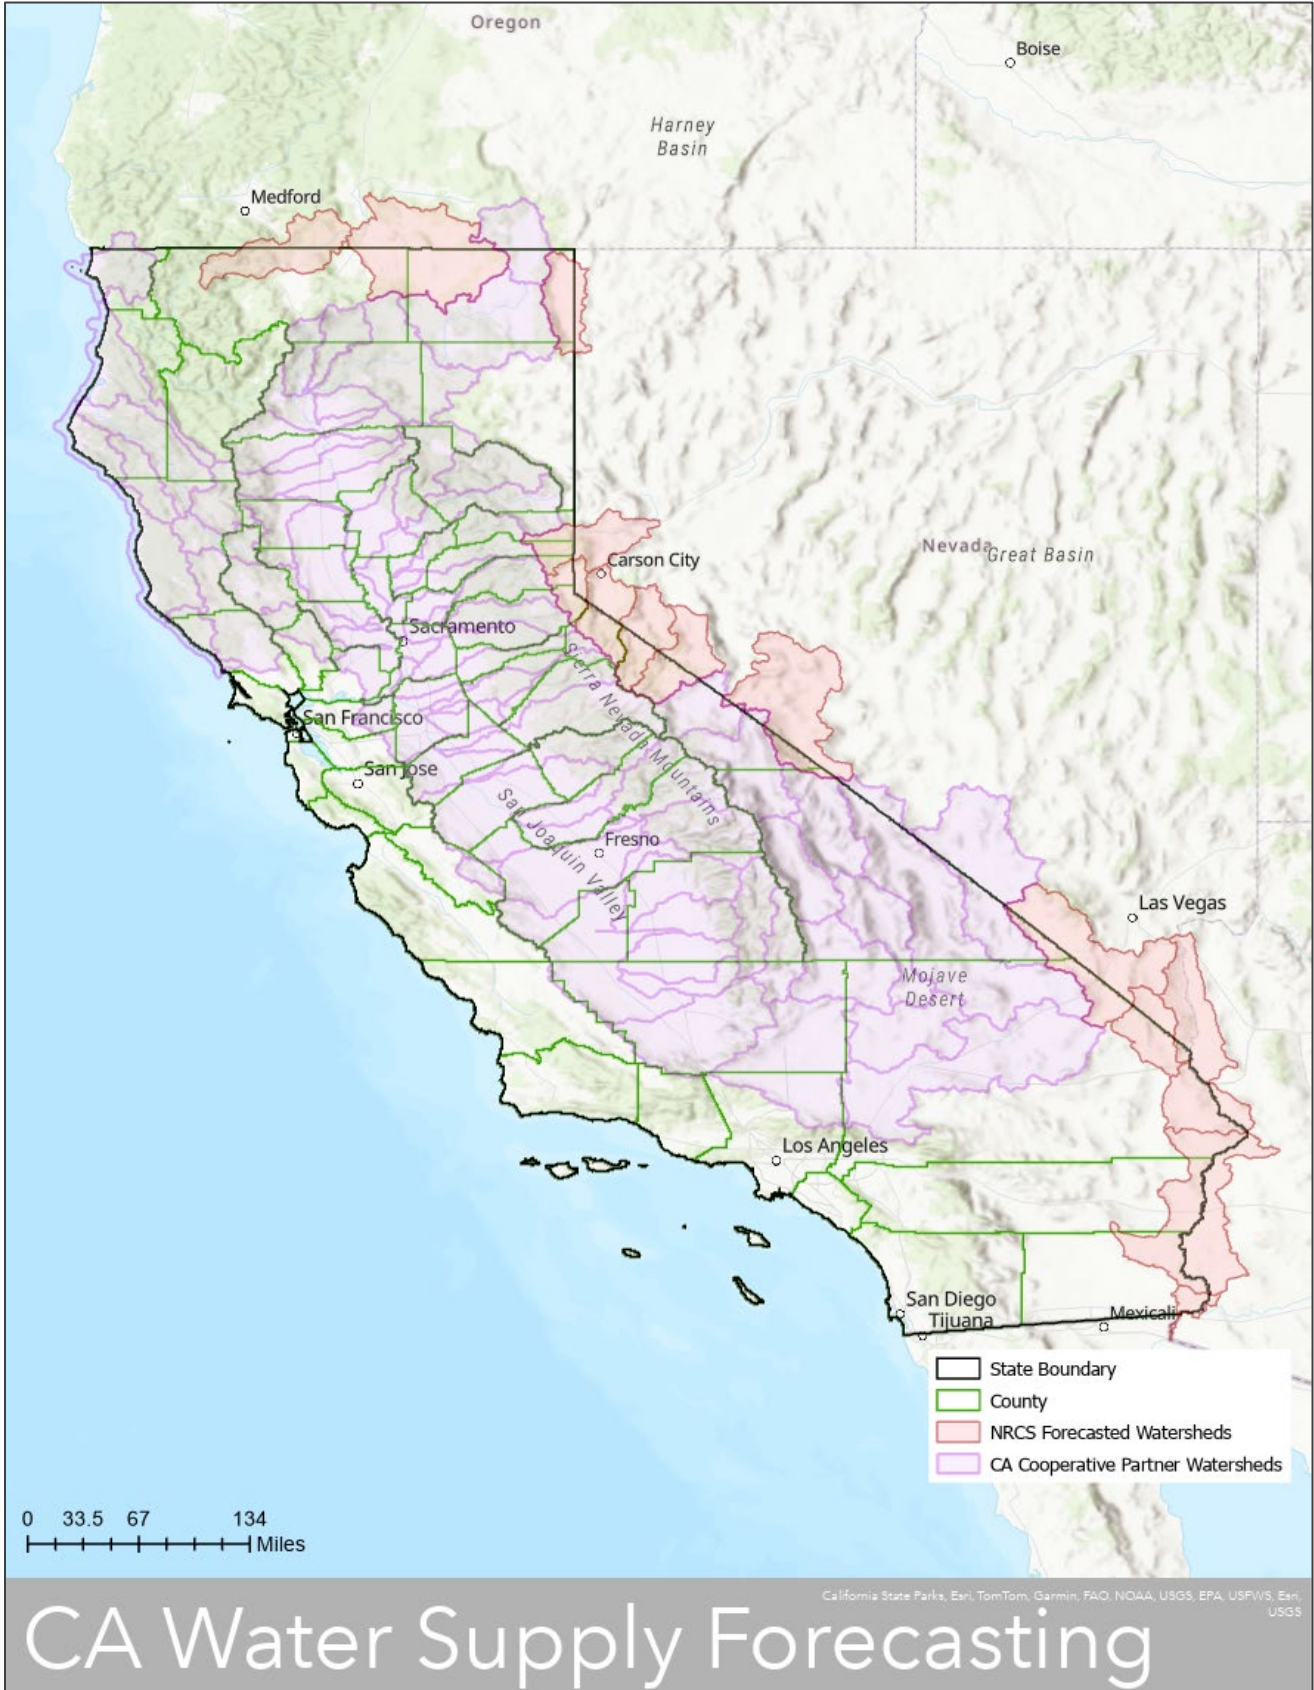 Oregon
Boise
Harney
Basin
Medford
Carson City
Nevada
Great Basin
Sacramento
Sierra Nevada Mountains
San Francisco
San Jose
San Joaquin Valley
Fresno
Las Vegas
Mojave
Desert
Los Angeles
San Diego
Tijuana
Mexicali
State Boundary
County
NRCS Forecasted Watersheds
CA Cooperative Partner Watersheds
0 33.5 67 134
Miles
California State Parks, Esri, TomTom, Garmin, FAO, NOAA, USGS, EPA, USFWS, Esri,
USGS
CA Water Supply Forecasting